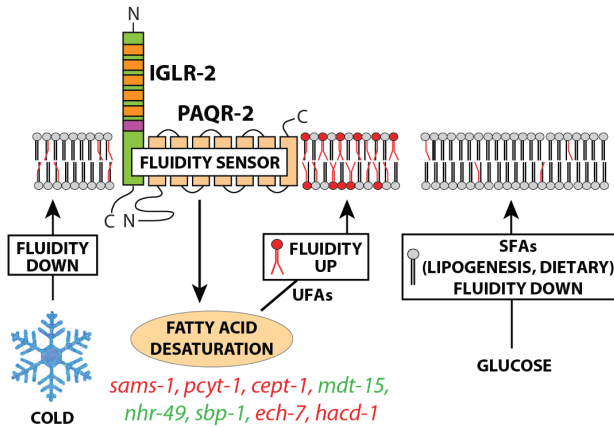 N
IGLR-2
PAQR-2
C
FLUIDITY SENSOR
C N
FLUIDITY
DOWN
FLUIDITY
UP
UFAs
SFAs
(LIPOGENESIS, DIETARY)
FLUIDITY DOWN
FATTY ACID
DESATURATION
GLUCOSE
COLD
sams-1, pcyt-1, cept-1, mdt-15,
nhr-49, sbp-1, ech-7, hacd-1